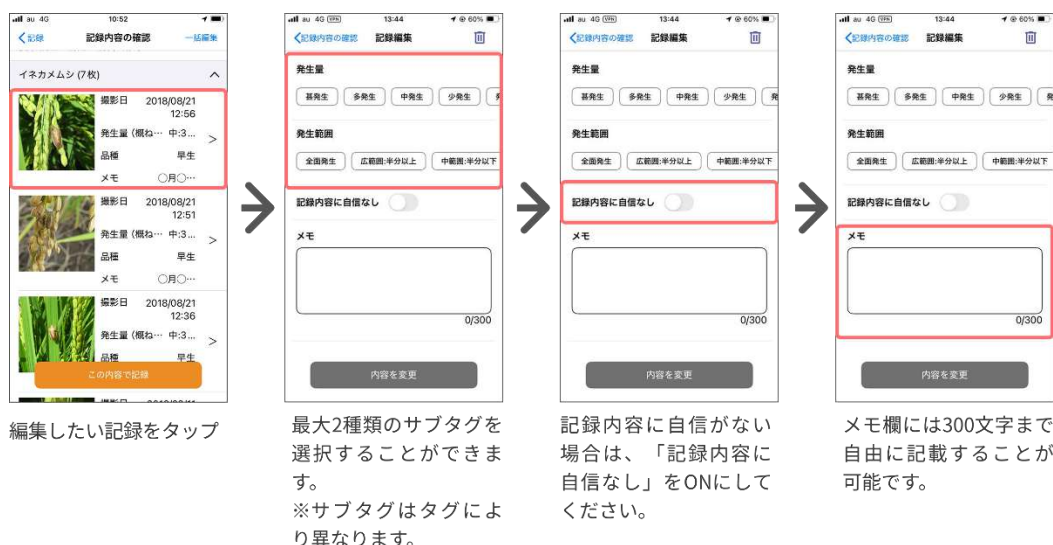 au 4G
10:52
記録
記録内容の確認
一括編集
イネカメムシ (7枚)
撮影日 2018/08/21
12:56
発生量 (概ね… 中:3...
品種 早生
メモ ○月○…
撮影日 2018/08/21
12:51
発生量 (概ね… 中:3...
品種 早生
メモ ○月○…
撮影日 2018/08/21
12:36
発生量 (概ね… 中:3...
品種 早生
この内容で記録
編集したい記録をタップ
au 4G VPN 13:44 60%
記録内容の確認 記録編集
発生量
甚発生 多発生 中発生 少発生
発生範囲
全面発生 広範囲:半分以上 中範囲:半分以下
記録内容に自信なし
メモ
0/300
内容を変更
最大2種類のサブタグを
選択することができま
す。
※サブタグはタグによ
り異なります。
au 4G VPN 13:44 60%
記録内容の確認 記録編集
発生量
甚発生 多発生 中発生 少発生
発生範囲
全面発生 広範囲:半分以上 中範囲:半分以下
記録内容に自信なし
メモ
0/300
内容を変更
記録内容に自信がない
場合は、「記録内容に
自信なし」をONにして
ください。
au 4G VPN 13:44 60%
記録内容の確認 記録編集
発生量
甚発生 多発生 中発生 少発生
発生範囲
全面発生 広範囲:半分以上 中範囲:半分以下
記録内容に自信なし
メモ
0/300
内容を変更
メモ欄には300文字まで
自由に記載することが
可能です。